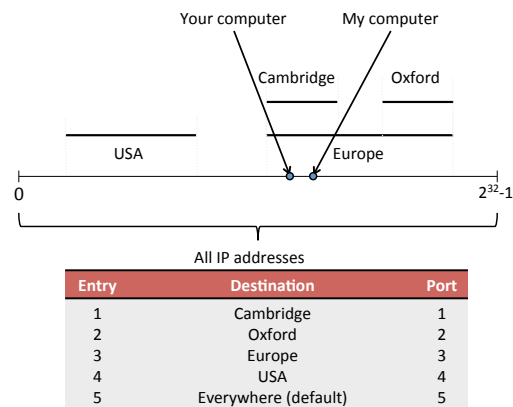 Your computer My computer
Cambridge Oxford
USA Europe
0 2³²-1
All IP addresses
Entry Destination Port
1 Cambridge 1
2 Oxford 2
3 Europe 3
4 USA 4
5 Everywhere (default) 5